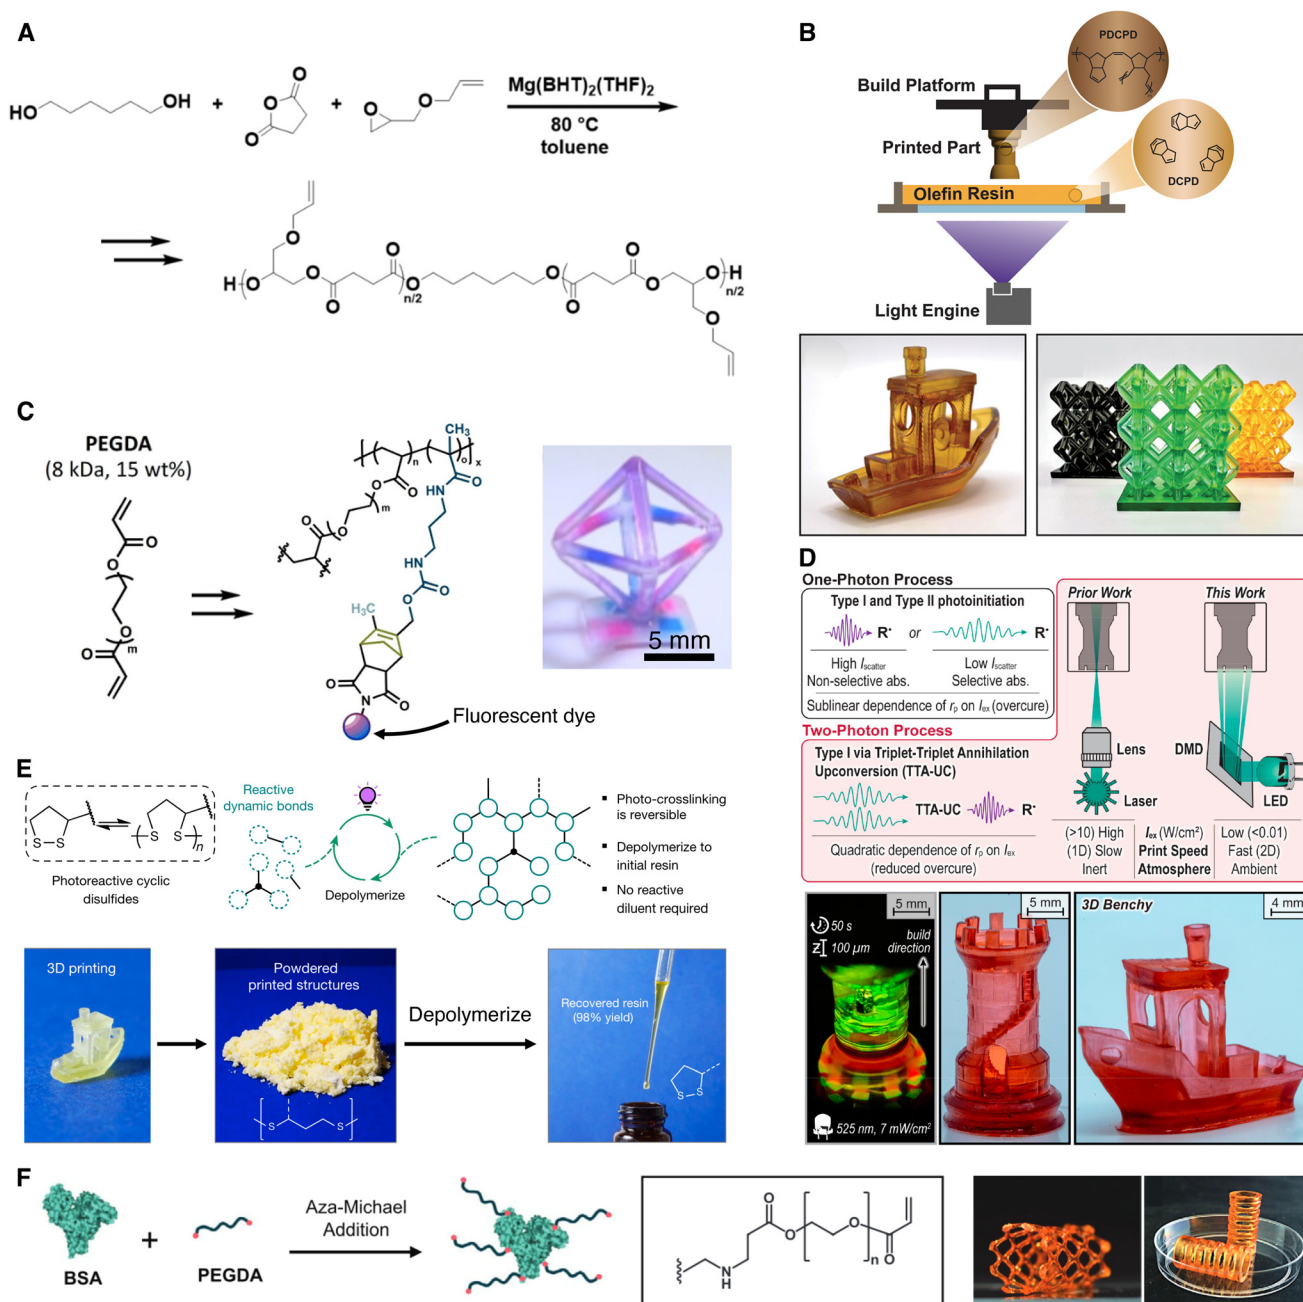 A
HO
OH
+
O
O
O
+
O
O
Mg(BHT)2(THF)2
80 °C
toluene
O
H
O
O
O
O
O
n/2
O
O
O
O
O
O
H
n/2
O
B
PDCPD
Build Platform
Printed Part
DCPD
Olefin Resin
Light Engine
C
PEGDA
(8 kDa, 15 wt%)
O
O
O
m
O
CH3
n
o
x
O
O
HN
O
O
m
O
HN
O
O
H3C
O
N
O
Fluorescent dye
5 mm
D
One-Photon Process
Type I and Type II photoinitiation
R•
or
R•
High Iscatter
Non-selective abs.
Low Iscatter
Selective abs.
Sublinear dependence of rp on Iex (overcure)
Two-Photon Process
Type I via Triplet-Triplet Annihilation
Upconversion (TTA-UC)
TTA-UC
R•
Quadratic dependence of rp on Iex
(reduced overcure)
Prior Work
This Work
Lens
Laser
DMD
LED
(>10) High
(1D) Slow
Inert
Iex (W/cm2)
Print Speed
Atmosphere
Low (<0.01)
Fast (2D)
Ambient
50 s
Z
100 µm
5 mm
build
direction
525 nm, 7 mW/cm2
5 mm
3D Benchy
4 mm
E
S–S
S
S
n
Photoreactive cyclic
disulfides
Reactive
dynamic bonds
Depolymerize
▪ Photo-crosslinking
is reversible
▪ Depolymerize to
initial resin
▪ No reactive
diluent required
3D printing
Powdered
printed structures
S
S
Depolymerize
Recovered resin
(98% yield)
S–S
F
BSA
+
PEGDA
Aza-Michael
Addition
N
H
O
O
O
n
O